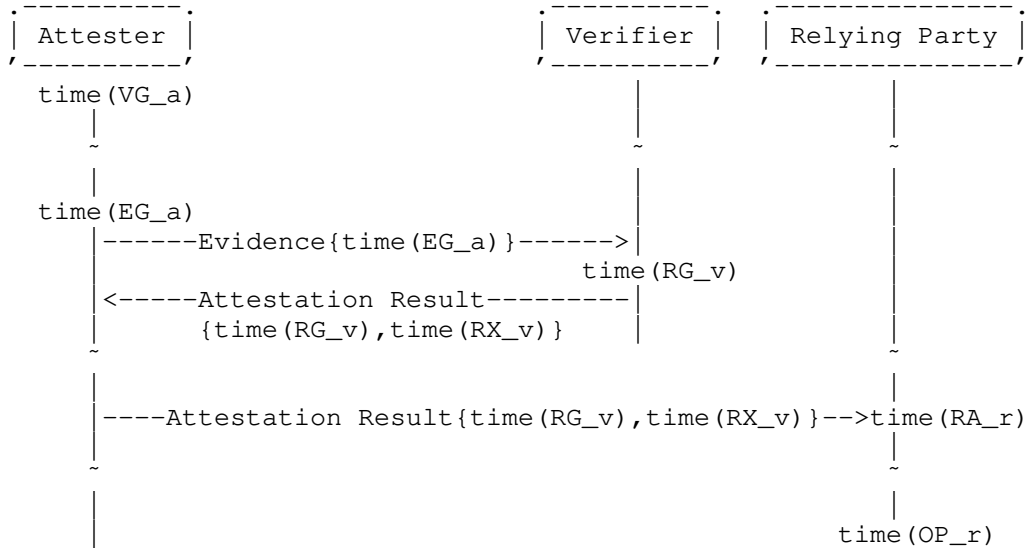 .----------.                         .----------.  .---------------.
| Attester |                         | Verifier |  | Relying Party |
'----------'                         '----------'  '---------------'
  time(VG_a)                              |                |
     |                                    |                |
     ~                                    ~                ~
     |                                    |                |
  time(EG_a)                              |                |
     |------Evidence{time(EG_a)}------>|                   |
     |                              time(RG_v)             |
     |<-----Attestation Result---------|                   |
     |      {time(RG_v),time(RX_v)}    |                   |
     ~                                                     ~
     |                                                     |
     |----Attestation Result{time(RG_v),time(RX_v)}-->time(RA_r)
     |                                                     |
     ~                                                     ~
     |                                                     |
     |                                                time(OP_r)